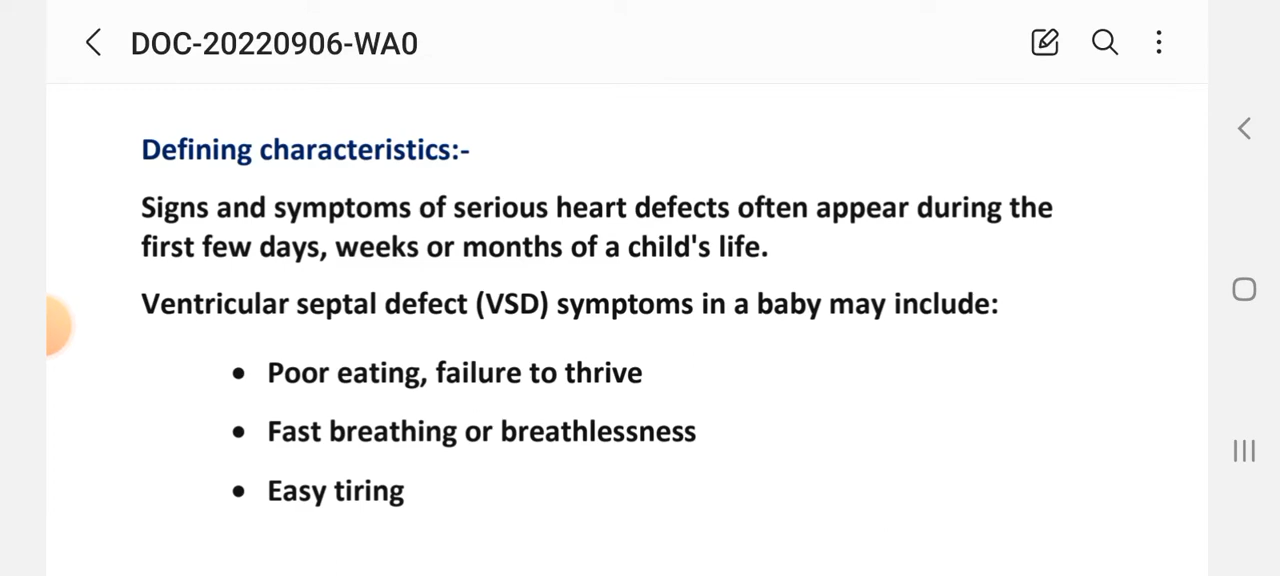 DOC-20220906-WA0
Defining characteristics:-
Signs and symptoms of serious heart defects often appear during the
first few days, weeks or months of a child's life.
Ventricular septal defect (VSD) symptoms in a baby may include:
• Poor eating, failure to thrive
• Fast breathing or breathlessness
• Easy tiring